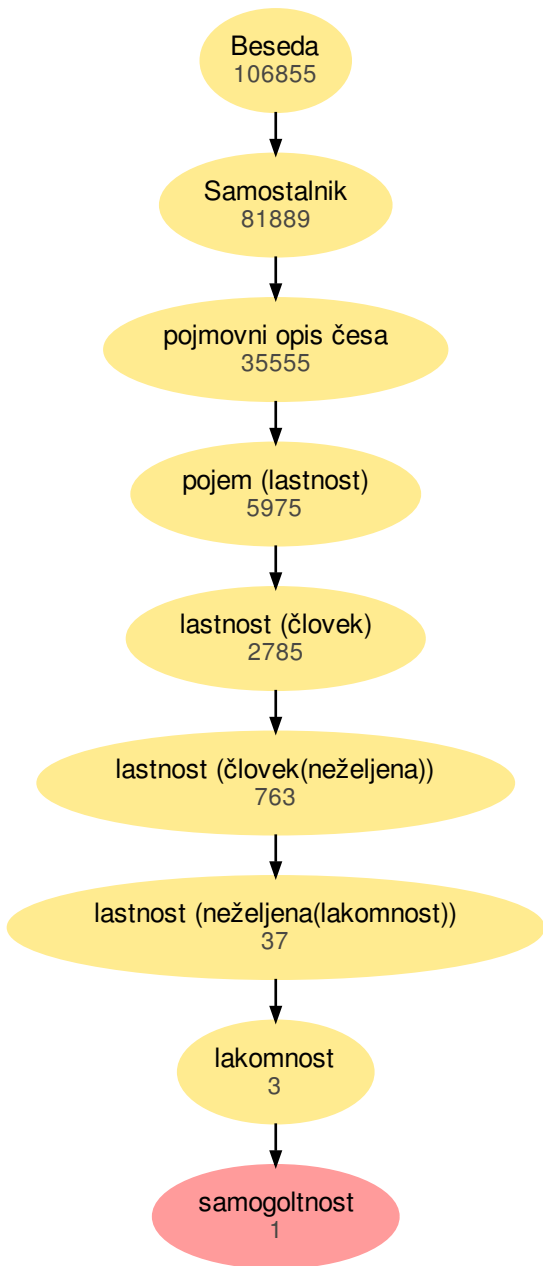 Beseda
106855
Samostalnik
81889
pojmovni opis česa
35555
pojem (lastnost)
5975
lastnost (človek)
2785
lastnost (človek(neželjena))
763
lastnost (neželjena(lakomnost))
37
lakomnost
3
samogoltnost
1